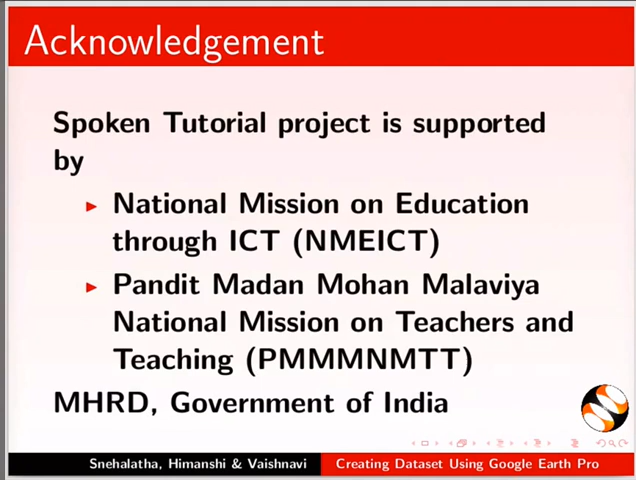 Acknowledgement
Spoken Tutorial project is supported
by
National Mission on Education
through ICT (NMEICT)
Pandit Madan Mohan Malaviya
National Mission on Teachers and
Teaching (PMMMNMTT)
MHRD, Government of India
Snehalatha, Himanshi & Vaishnavi Creating Dataset Using Google Earth Pro